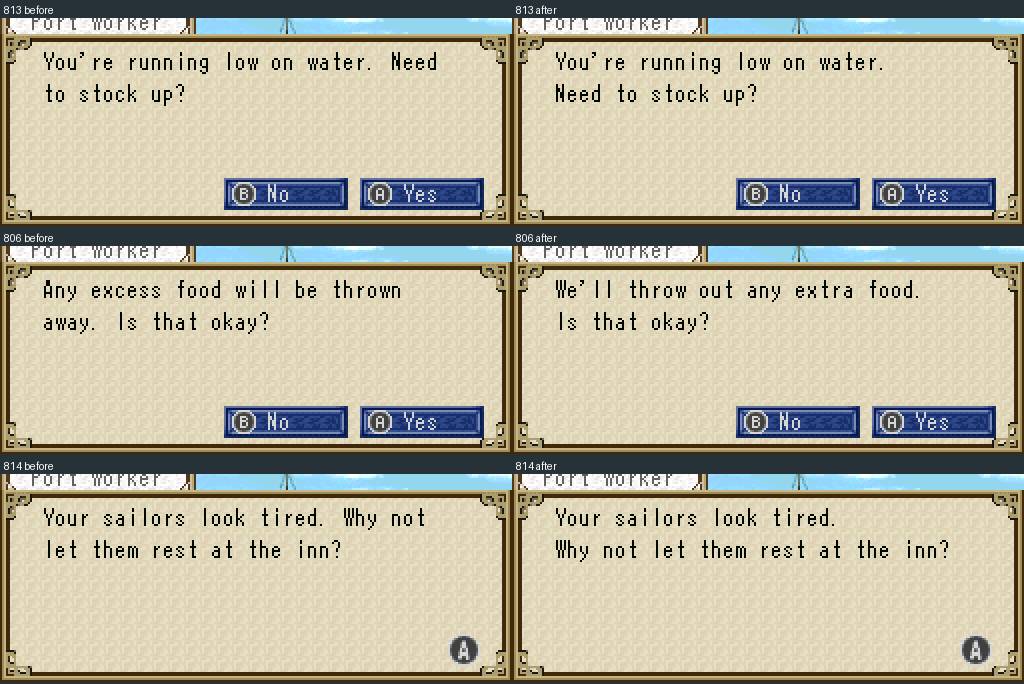 813 before
Port Worker
You're running low on water. Need
to stock up?
B No
A Yes
813 after
Port Worker
You're running low on water.
Need to stock up?
B No
A Yes
806 before
Port Worker
Any excess food will be thrown
away. Is that okay?
B No
A Yes
806 after
Port Worker
We'll throw out any extra food.
Is that okay?
B No
A Yes
814 before
Port Worker
Your sailors look tired. Why not
let them rest at the inn?
A
814 after
Port Worker
Your sailors look tired.
Why not let them rest at the inn?
A